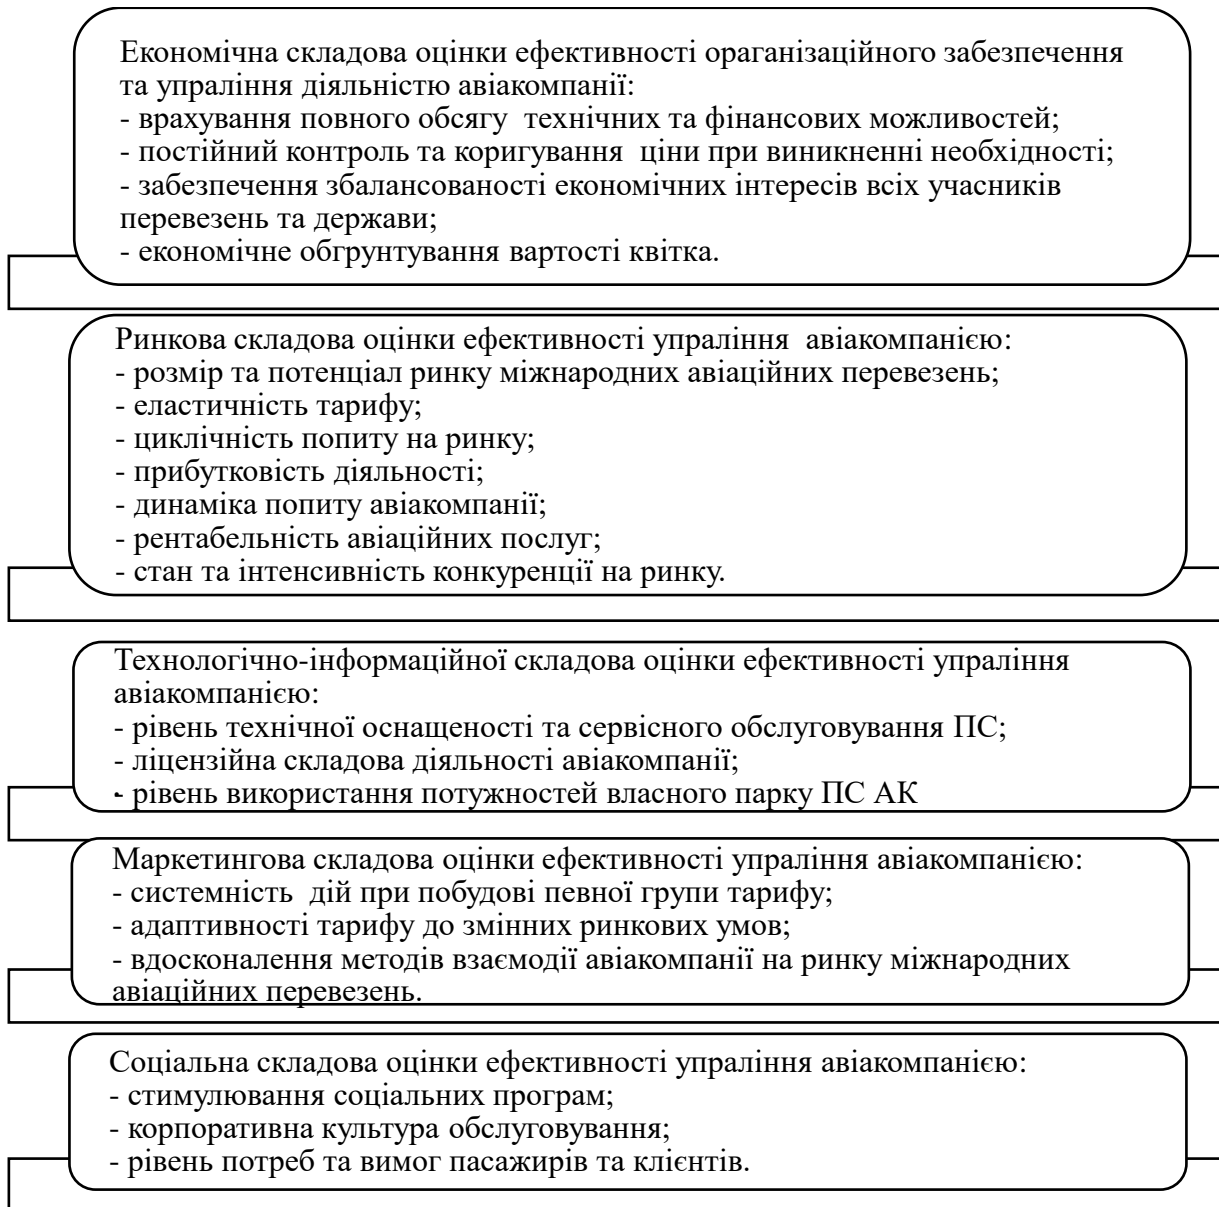 Економічна складова оцінки ефективності ораганізаційного забезпечення
та упраління діяльністю авіакомпанії:
- врахування повного обсягу  технічних та фінансових можливостей;
- постійний контроль та коригування  ціни при виникненні необхідності;
- забезпечення збалансованості економічних інтересів всіх учасників
перевезень та держави;
- економічне обгрунтування вартості квітка.
Ринкова складова оцінки ефективності упраління  авіакомпанією:
- розмір та потенціал ринку міжнародних авіаційних перевезень;
- еластичність тарифу;
- циклічність попиту на ринку;
- прибутковість діяльності;
- динаміка попиту авіакомпанії;
- рентабельність авіаційних послуг;
- стан та інтенсивність конкуренції на ринку.
Технологічно-інформаційної складова оцінки ефективності упраління
авіакомпанією:
- рівень технічної оснащеності та сервісного обслуговування ПС;
- ліцензійна складова діяльності авіакомпанії;
- рівень використання потужностей власного парку ПС АК
Маркетингова складова оцінки ефективності упраління авіакомпанією:
- системність  дій при побудові певної групи тарифу;
- адаптивності тарифу до змінних ринкових умов;
- вдосконалення методів взаємодії авіакомпанії на ринку міжнародних
авіаційних перевезень.
Соціальна складова оцінки ефективності упраління авіакомпанією:
- стимулювання соціальних програм;
- корпоративна культура обслуговування;
- рівень потреб та вимог пасажирів та клієнтів.